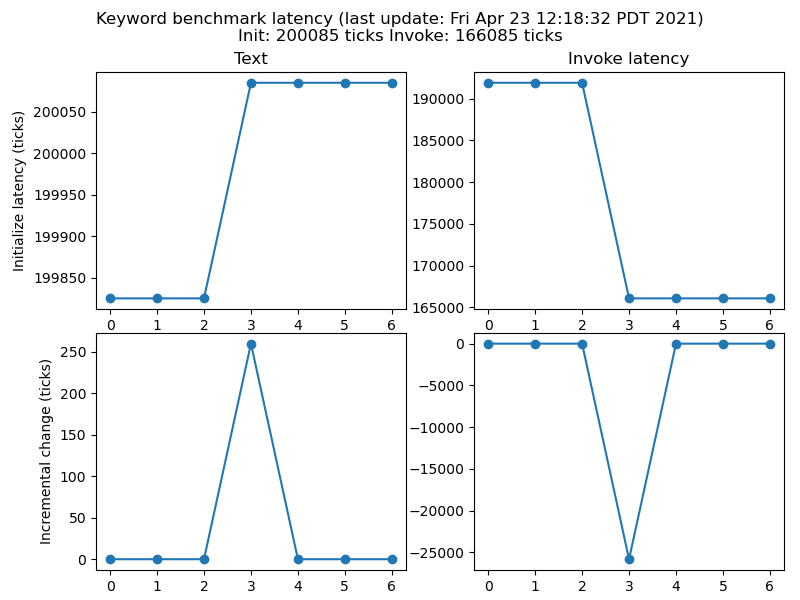 Keyword benchmark latency (last update: Fri Apr 23 12:18:32 PDT 2021)
Init: 200085 ticks Invoke: 166085 ticks
Text
Invoke latency
Initialize latency (ticks)
200050
200000
199950
199900
199850
0 1 2 3 4 5 6
190000
185000
180000
175000
170000
165000
0 1 2 3 4 5 6
Incremental change (ticks)
250
200
150
100
50
0
0 1 2 3 4 5 6
0
−5000
−10000
−15000
−20000
−25000
0 1 2 3 4 5 6